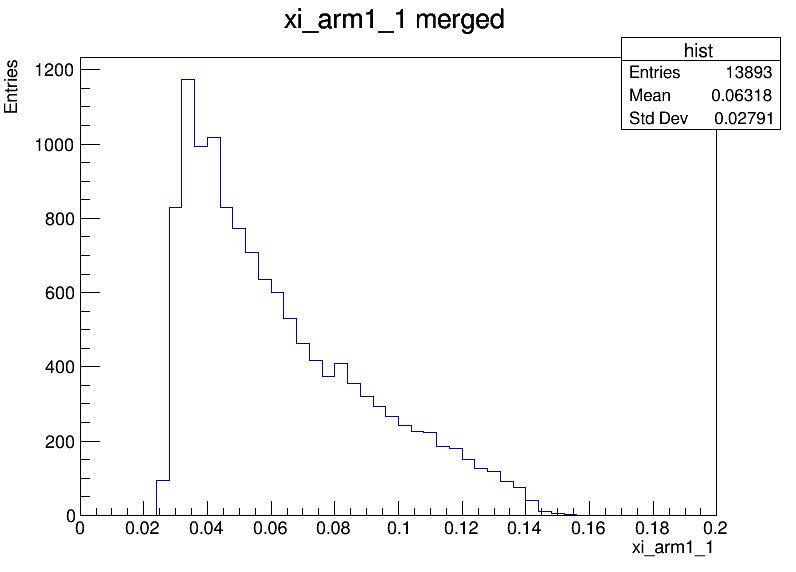 xi_arm1_1 merged
hist
Entries 13893
Mean 0.06318
Std Dev 0.02791
Entries
1200
1000
800
600
400
200
0
0 0.02 0.04 0.06 0.08 0.1 0.12 0.14 0.16 0.18 0.2
xi_arm1_1